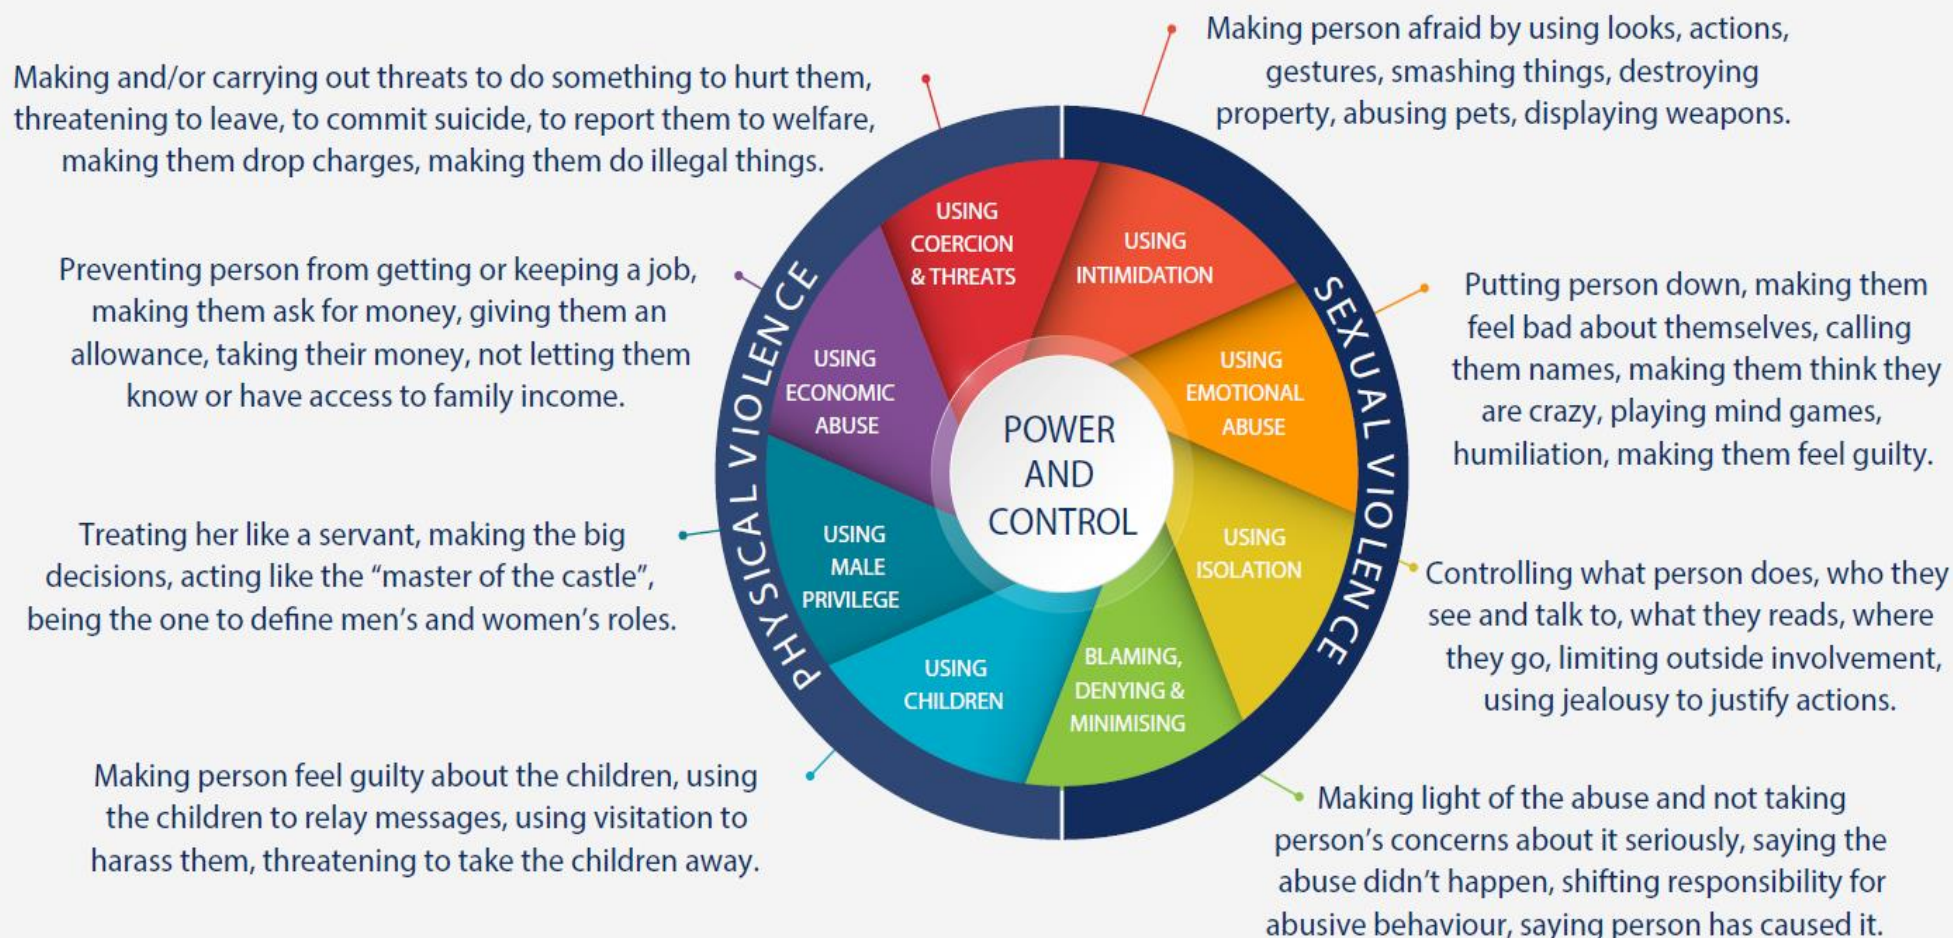 Making and/or carrying out threats to do something to hurt them,
threatening to leave, to commit suicide, to report them to welfare,
making them drop charges, making them do illegal things.
Making person afraid by using looks, actions,
gestures, smashing things, destroying
property, abusing pets, displaying weapons.
Preventing person from getting or keeping a job,
making them ask for money, giving them an
allowance, taking their money, not letting them
know or have access to family income.
Putting person down, making them
feel bad about themselves, calling
them names, making them think they
are crazy, playing mind games,
humiliation, making them feel guilty.
Treating her like a servant, making the big
decisions, acting like the “master of the castle”,
being the one to define men’s and women’s roles.
Controlling what person does, who they
see and talk to, what they reads, where
they go, limiting outside involvement,
using jealousy to justify actions.
Making person feel guilty about the children, using
the children to relay messages, using visitation to
harass them, threatening to take the children away.
Making light of the abuse and not taking
person’s concerns about it seriously, saying the
abuse didn’t happen, shifting responsibility for
abusive behaviour, saying person has caused it.
PHYSICAL VIOLENCE
SEXUAL VIOLENCE
USING
COERCION
& THREATS
USING
INTIMIDATION
USING
EMOTIONAL
ABUSE
USING
ISOLATION
BLAMING,
DENYING &
MINIMISING
USING
CHILDREN
USING
MALE
PRIVILEGE
USING
ECONOMIC
ABUSE
POWER
AND
CONTROL